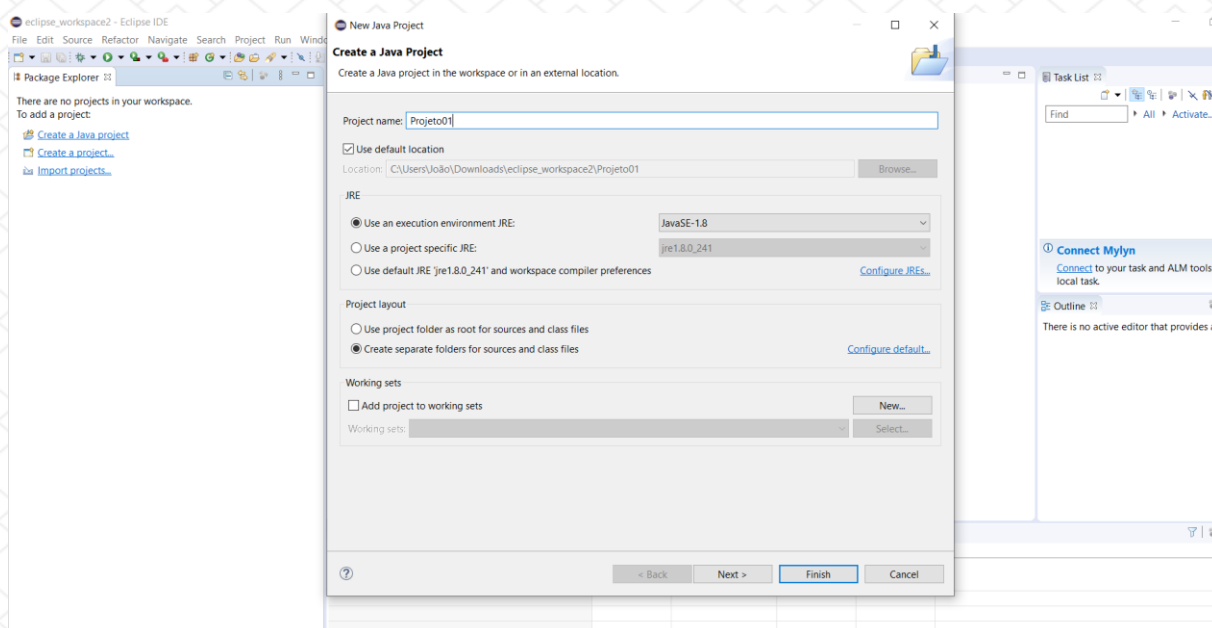 eclipse_workspace2 - Eclipse IDE
File Edit Source Refactor Navigate Search Project Run
Package Explorer
There are no projects in your workspace.
To add a project:
Create a Java project
Create a project...
Import projects...
New Java Project
Create a Java Project
Create a Java project in the workspace or in an external location.
Project name: Projeto01
Use default location
Location: C:\Users\João\Downloads\eclipse_workspace2\Projeto01 Browse...
JRE
Use an execution environment JRE: JavaSE-1.8
Use a project specific JRE: jre1.8.0_241
Use default JRE 'jre1.8.0_241' and workspace compiler preferences Configure JREs...
Project layout
Use project folder as root for sources and class files
Create separate folders for sources and class files Configure default...
Working sets
Add project to working sets New...
Working sets: Select...
? < Back Next > Finish Cancel
Task List
Find All Activate...
Connect Mylyn
Connect to your task and ALM tools
local task.
Outline
There is no active editor that provides